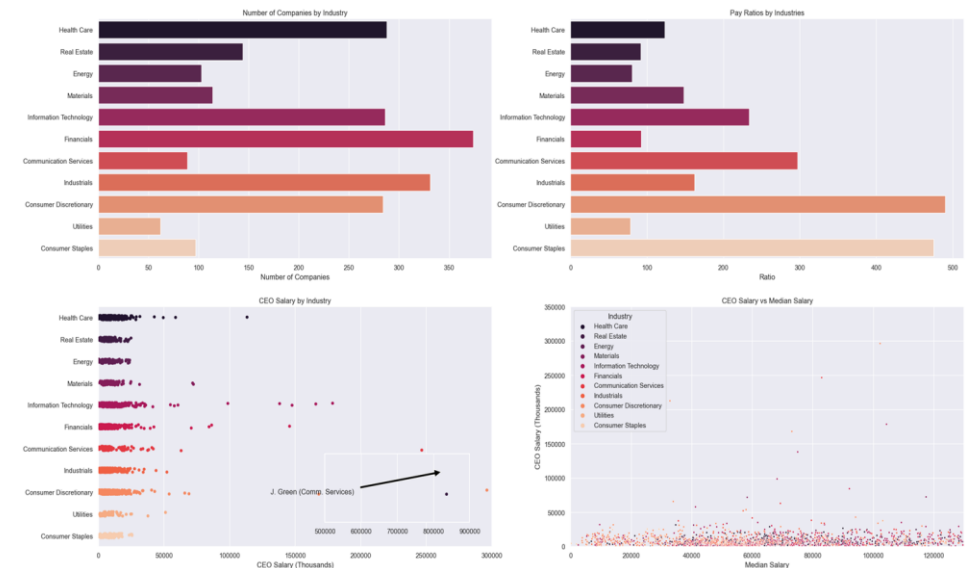 Number of Companies by Industry
Health Care
Real Estate
Energy
Materials
Information Technology
Financials
Communication Services
Industrials
Consumer Discretionary
Utilities
Consumer Staples
0 50 100 150 200 250 300 350
Number of Companies
Pay Ratios by Industries
Health Care
Real Estate
Energy
Materials
Information Technology
Financials
Communication Services
Industrials
Consumer Discretionary
Utilities
Consumer Staples
0 100 200 300 400 500
Ratio
CEO Salary by Industry
Health Care
Real Estate
Energy
Materials
Information Technology
Financials
Communication Services
Industrials
Consumer Discretionary
Utilities
Consumer Staples
J. Green (Comp. Services)
500000 600000 700000 800000 900000
0 50000 100000 150000 200000 250000 300000
CEO Salary (Thousands)
CEO Salary vs Median Salary
350000
300000
250000
200000
150000
100000
50000
0
CEO Salary (Thousands)
Industry
Health Care
Real Estate
Energy
Materials
Information Technology
Financials
Communication Services
Industrials
Consumer Discretionary
Utilities
Consumer Staples
0 20000 40000 60000 80000 100000 120000
Median Salary